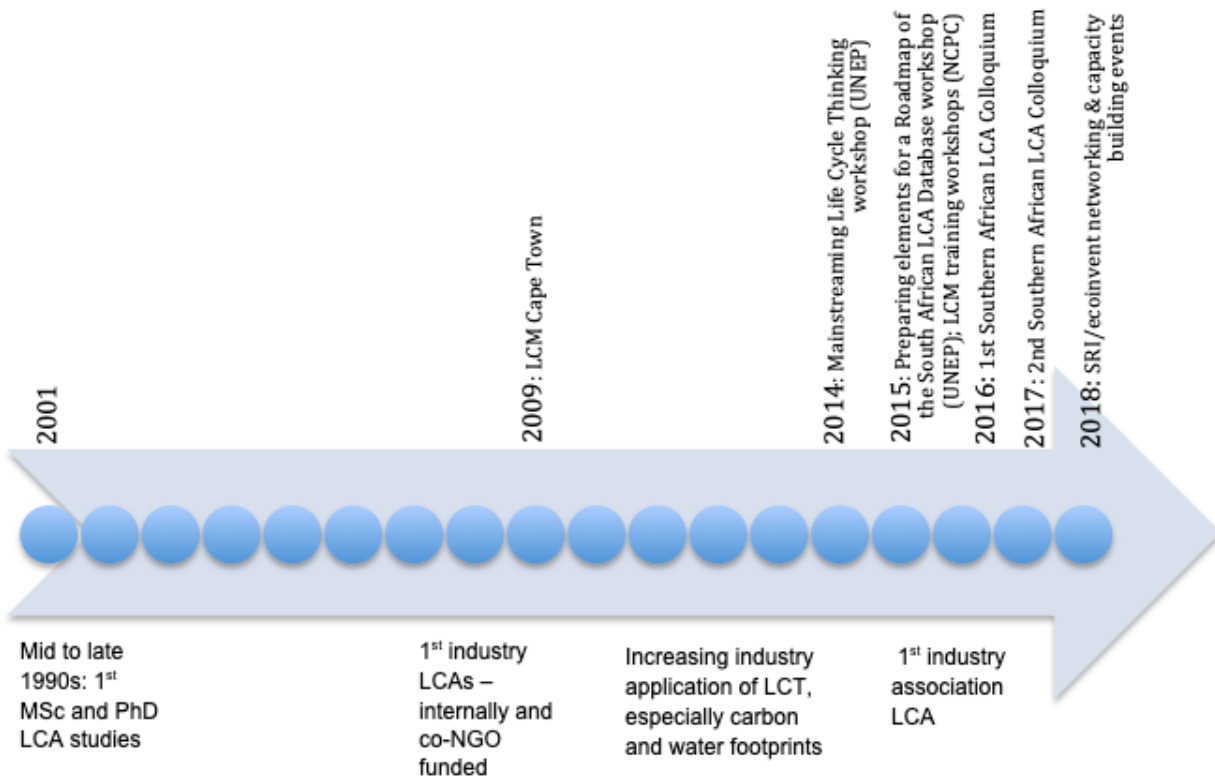 2001
2009: LCM Cape Town
2014: Mainstreaming Life Cycle Thinking
workshop (UNEP)
2015: Preparing elements for a Roadmap of
the South African LCA Database workshop
(UNEP); LCM training workshops (NCPC)
2016: 1st Southern African LCA Colloquium
2017: 2nd Southern African LCA Colloquium
2018: SRI/ecoinvent networking & capacity
building events
Mid to late
1990s: 1st
MSc and PhD
LCA studies
1st industry
LCAs –
internally and
co-NGO
funded
Increasing industry
application of LCT,
especially carbon
and water footprints
1st industry
association
LCA